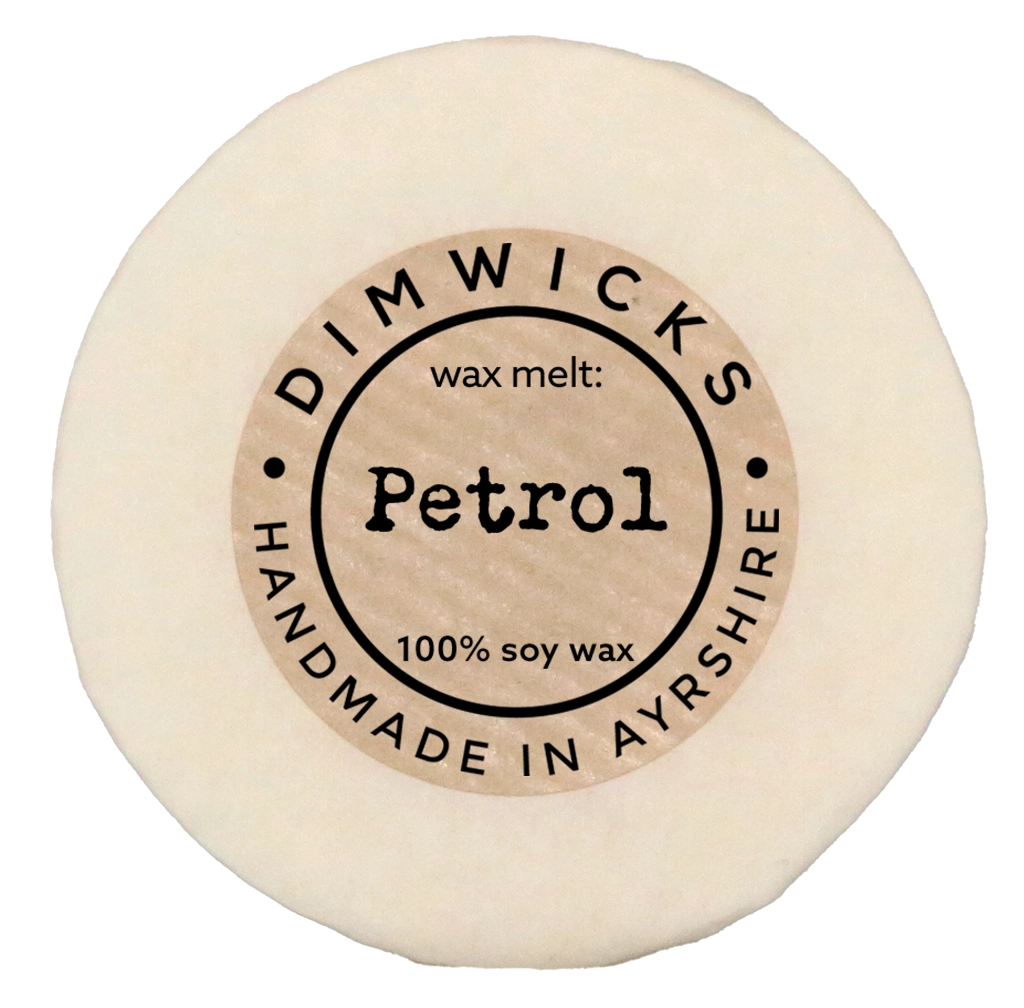 DIMWICKS
wax melt:
Petrol
100% soy wax
• HANDMADE IN AYRSHIRE •